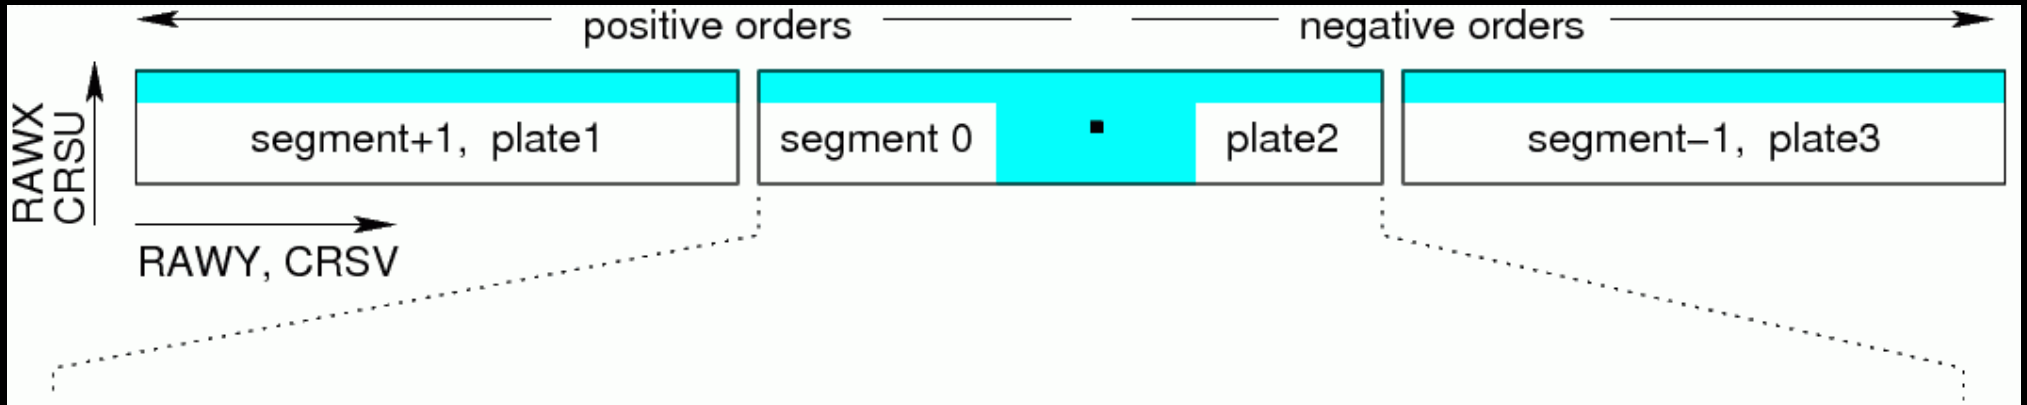 positive orders
negative orders
RAWX
CRSU
segment+1, plate1
segment 0
plate2
segment−1, plate3
RAWY, CRSV